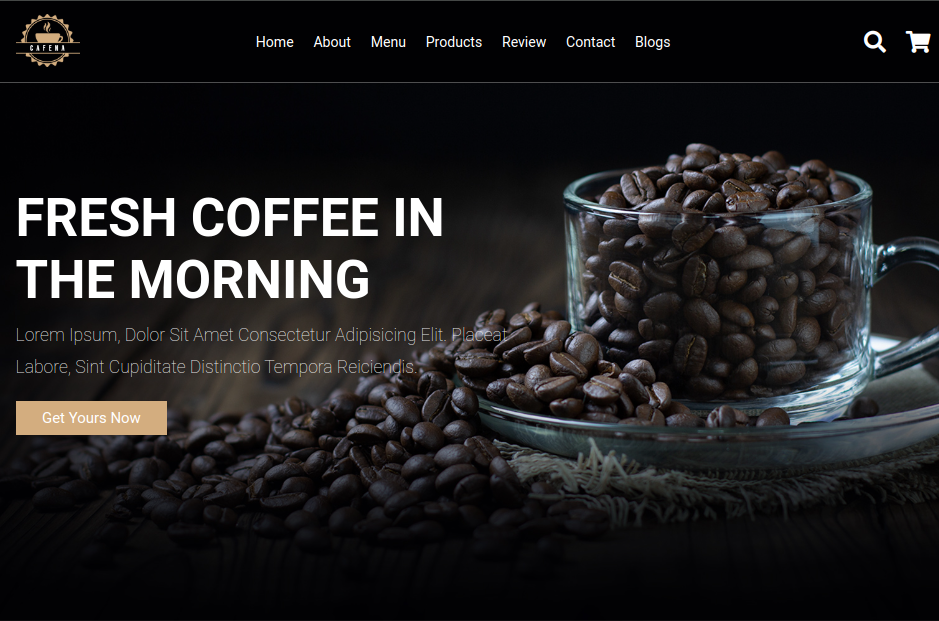 CAFENA
Home About Menu Products Review Contact Blogs
FRESH COFFEE IN
THE MORNING
Lorem Ipsum, Dolor Sit Amet Consectetur Adipisicing Elit. Placeat
Labore, Sint Cupiditate Distinctio Tempora Reiciendis.
Get Yours Now